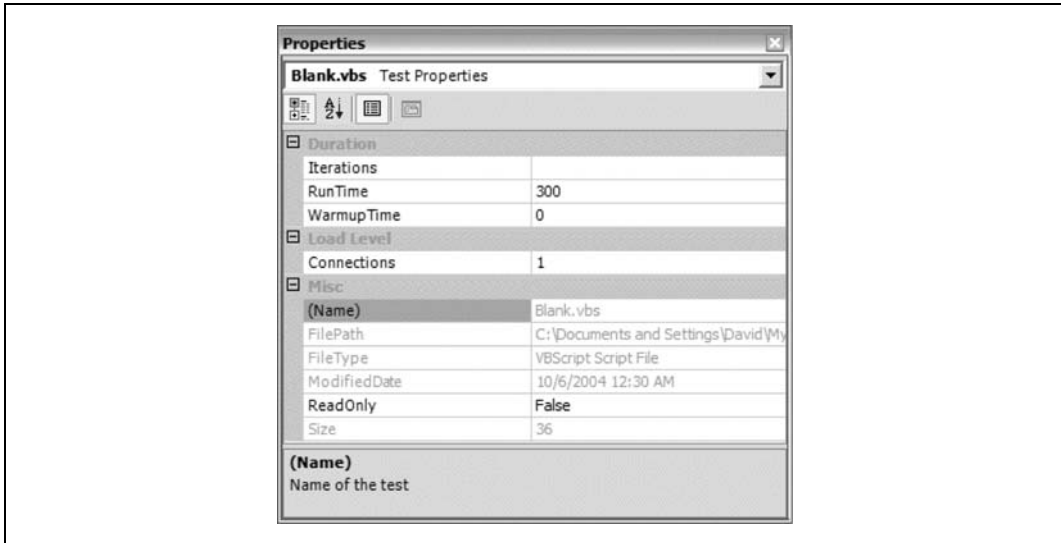 Properties
Blank.vbs Test Properties
Duration
Iterations
RunTime 300
WarmupTime 0
Load Level
Connections 1
Misc
(Name) Blank.vbs
FilePath C:\Documents and Settings\David\My
FileType VBScript Script File
ModifiedDate 10/6/2004 12:30 AM
ReadOnly False
Size 36
(Name)
Name of the test